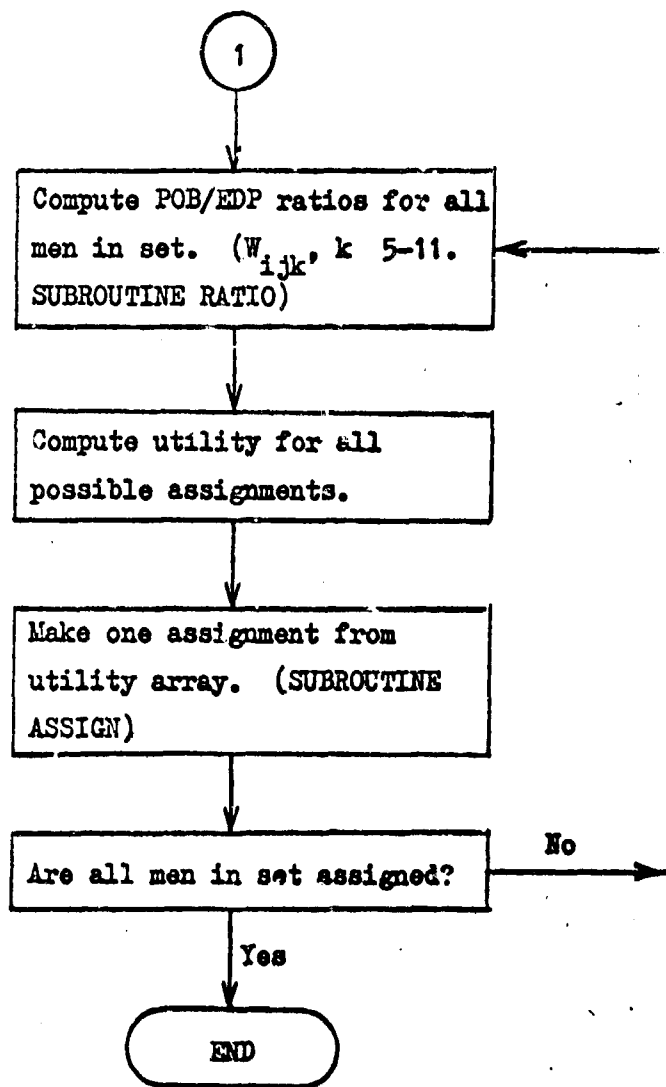 1
Compute POB/EDP ratios for all
men in set. (W_ijk, k 5-11.
SUBROUTINE RATIO)
Compute utility for all
possible assignments.
Make one assignment from
utility array. (SUBROUTINE
ASSIGN)
Are all men in set assigned?
No
Yes
END